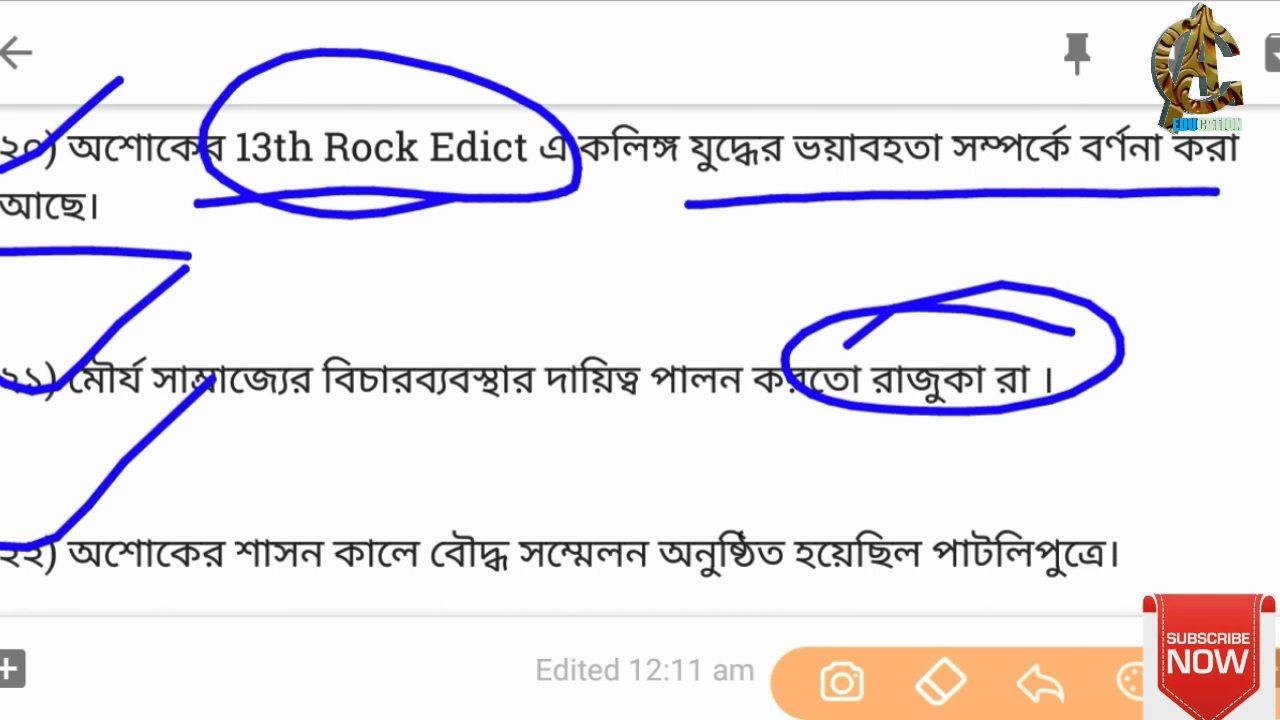 ২০) অশোকের 13th Rock Edict এ কলিঙ্গ যুদ্ধের ভয়াবহতা সম্পর্কে বর্ণনা করা
আছে।
২১) মৌর্য সাম্রাজ্যের বিচারব্যবস্থার দায়িত্ব পালন করতো রাজুকা রা ।
২২) অশোকের শাসন কালে বৌদ্ধ সম্মেলন অনুষ্ঠিত হয়েছিল পাটলিপুত্রে।
Edited 12:11 am
EDUCATION
SUBSCRIBE
NOW